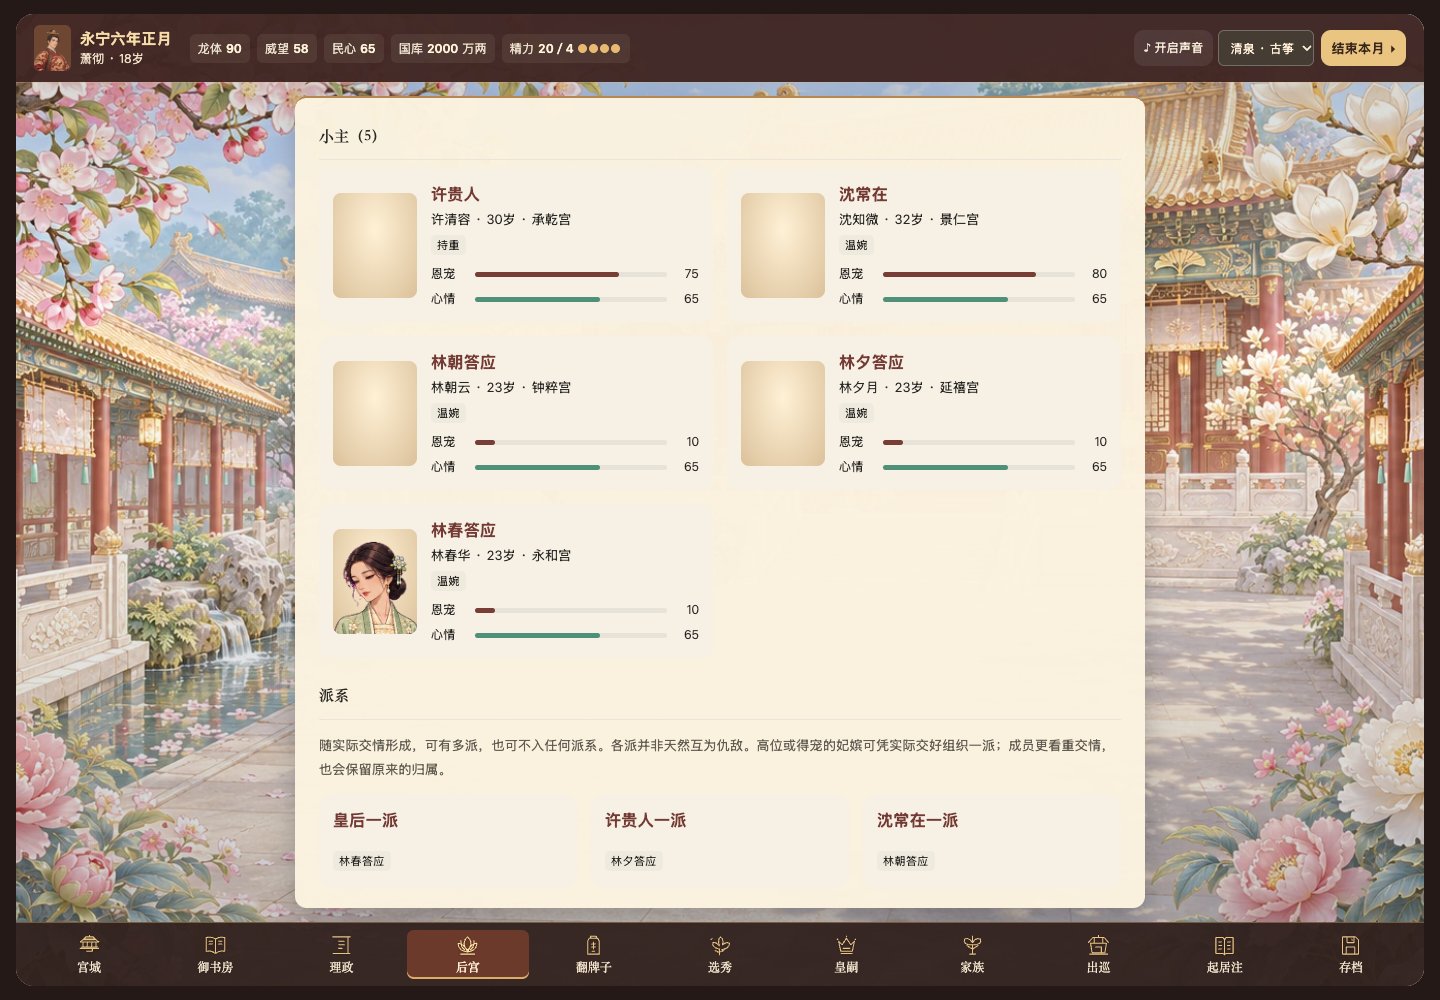 永宁六年正月
萧彻 · 18岁
龙体 90
威望 58
民心 65
国库 2000 万两
精力 20 / 4
♪ 开启声音
清泉 · 古筝
结束本月
小主（5）
许贵人
许清容 · 30岁 · 承乾宫
持重
恩宠 75
心情 65
沈常在
沈知微 · 32岁 · 景仁宫
温婉
恩宠 80
心情 65
林朝答应
林朝云 · 23岁 · 钟粹宫
温婉
恩宠 10
心情 65
林夕答应
林夕月 · 23岁 · 延禧宫
温婉
恩宠 10
心情 65
林春答应
林春华 · 23岁 · 永和宫
温婉
恩宠 10
心情 65
派系
随实际交情形成，可有多派，也可不入任何派系。各派并非天然互为仇敌。高位或得宠的妃嫔可凭实际交好组织一派；成员更看重交情，
也会保留原来的归属。
皇后一派
林春答应
许贵人一派
林夕答应
沈常在一派
林朝答应
宫城
御书房
理政
后宫
翻牌子
选秀
皇嗣
家族
出巡
起居注
存档